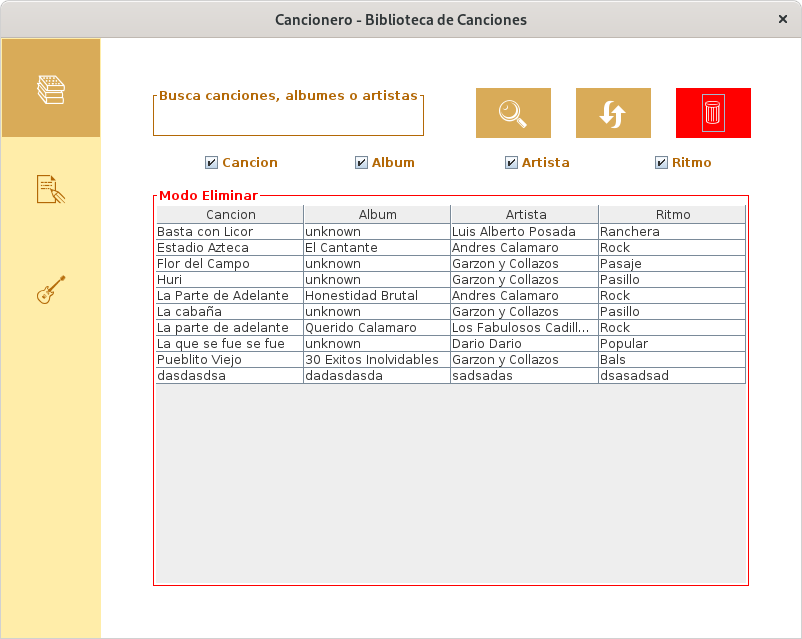 Cancionero - Biblioteca de Canciones
Busca canciones, albumes o artistas
Cancion Album Artista Ritmo
Modo Eliminar
Cancion Album Artista Ritmo
Basta con Licor unknown Luis Alberto Posada Ranchera
Estadio Azteca El Cantante Andres Calamaro Rock
Flor del Campo unknown Garzon y Collazos Pasaje
Huri unknown Garzon y Collazos Pasillo
La Parte de Adelante Honestidad Brutal Andres Calamaro Rock
La cabaña unknown Garzon y Collazos Pasillo
La parte de adelante Querido Calamaro Los Fabulosos Cadill... Rock
La que se fue se fue unknown Dario Dario Popular
Pueblito Viejo 30 Exitos Inolvidables Garzon y Collazos Bals
dasdasdsa dadasdasda sadsadas dsasadsad